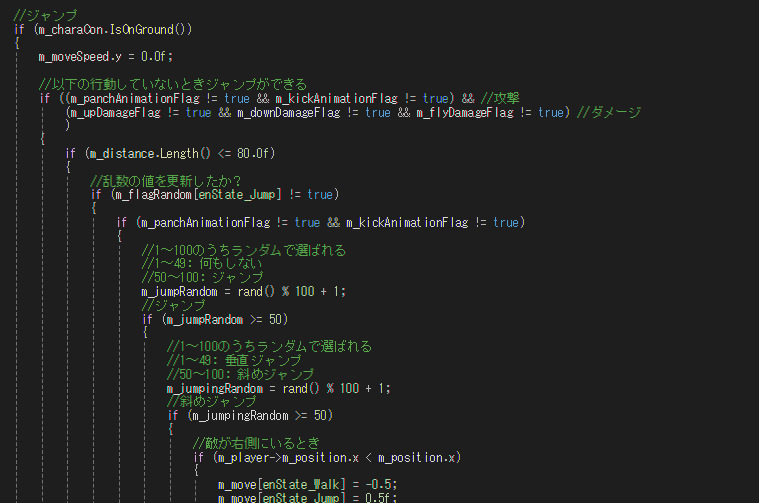 //ジャンプ
if (m_charaCon.IsOnGround())
{
m_moveSpeed.y = 0.0f;
//以下の行動していないときジャンプができる
if ((m_panchAnimationFlag != true && m_kickAnimationFlag != true) && //攻撃
(m_upDamageFlag != true && m_downDamageFlag != true && m_flyDamageFlag != true) //ダメージ
)
{
if (m_distance.Length() <= 80.0f)
{
//乱数の値を更新したか？
if (m_flagRandom[enState_Jump] != true)
{
if (m_panchAnimationFlag != true && m_kickAnimationFlag != true)
{
//1～100のうちランダムで選ばれる
//1～49：何もしない
//50～100：ジャンプ
m_jumpRandom = rand() % 100 + 1;
//ジャンプ
if (m_jumpRandom >= 50)
{
//1～100のうちランダムで選ばれる
//1～49：垂直ジャンプ
//50～100：斜めジャンプ
m_jumpingRandom = rand() % 100 + 1;
//斜めジャンプ
if (m_jumpingRandom >= 50)
{
//敵が右側にいるとき
if (m_player->m_position.x < m_position.x)
{
m_move[enState_Walk] = -0.5;
m_move[enState_Jump] = 0.5f;